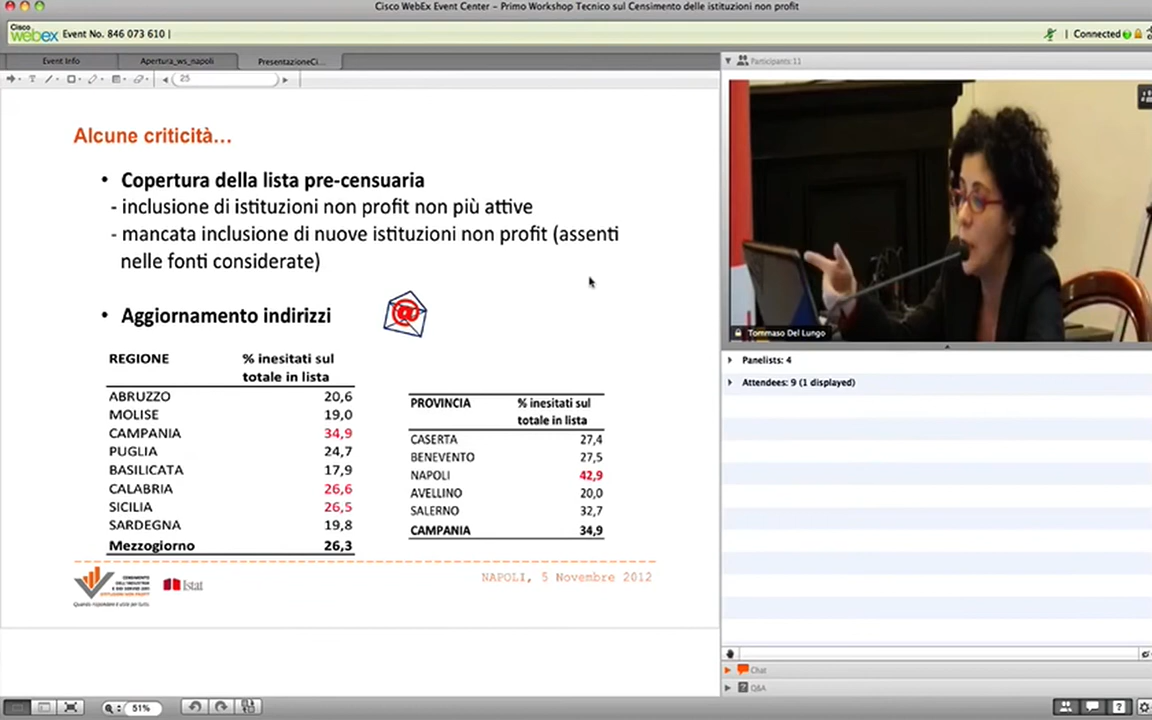 Cisco WebEx Event Center – Primo Workshop Tecnico sul Censimento delle istituzioni non profit
Cisco
webex Event No. 846 073 610 |
| Connected
Event Info
Apertura_ws_napoli
PresentazioneCi...
25
Participants:11
Alcune criticità...
• Copertura della lista pre-censuaria
- inclusione di istituzioni non profit non più attive
- mancata inclusione di nuove istituzioni non profit (assenti
nelle fonti considerate)
• Aggiornamento indirizzi
@
REGIONE % inesitati sul
totale in lista
ABRUZZO 20,6
MOLISE 19,0
CAMPANIA 34,9
PUGLIA 24,7
BASILICATA 17,9
CALABRIA 26,6
SICILIA 26,5
SARDEGNA 19,8
Mezzogiorno 26,3
PROVINCIA % inesitati sul
totale in lista
CASERTA 27,4
BENEVENTO 27,5
NAPOLI 42,9
AVELLINO 20,0
SALERNO 32,7
CAMPANIA 34,9
Istat
NAPOLI, 5 Novembre 2012
Tommaso Del Lungo
Panelists: 4
Attendees: 9 (1 displayed)
Chat
Q&A
51%